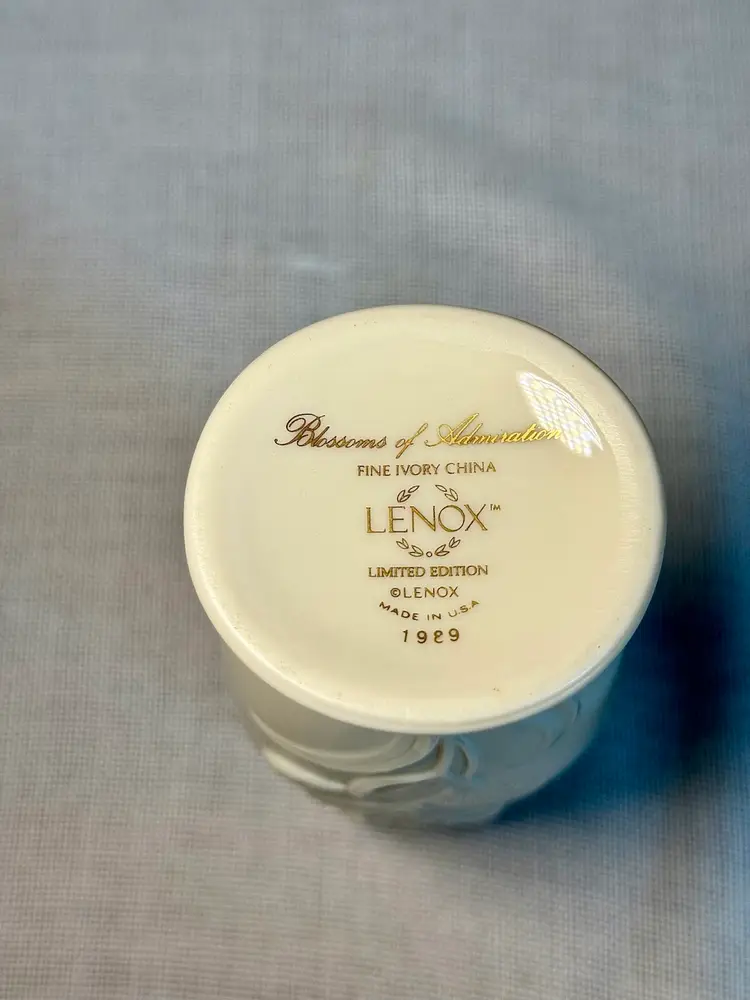 Blossoms of Admiration
FINE IVORY CHINA
LENOX™
LIMITED EDITION
©LENOX
MADE IN U.S.A
1989